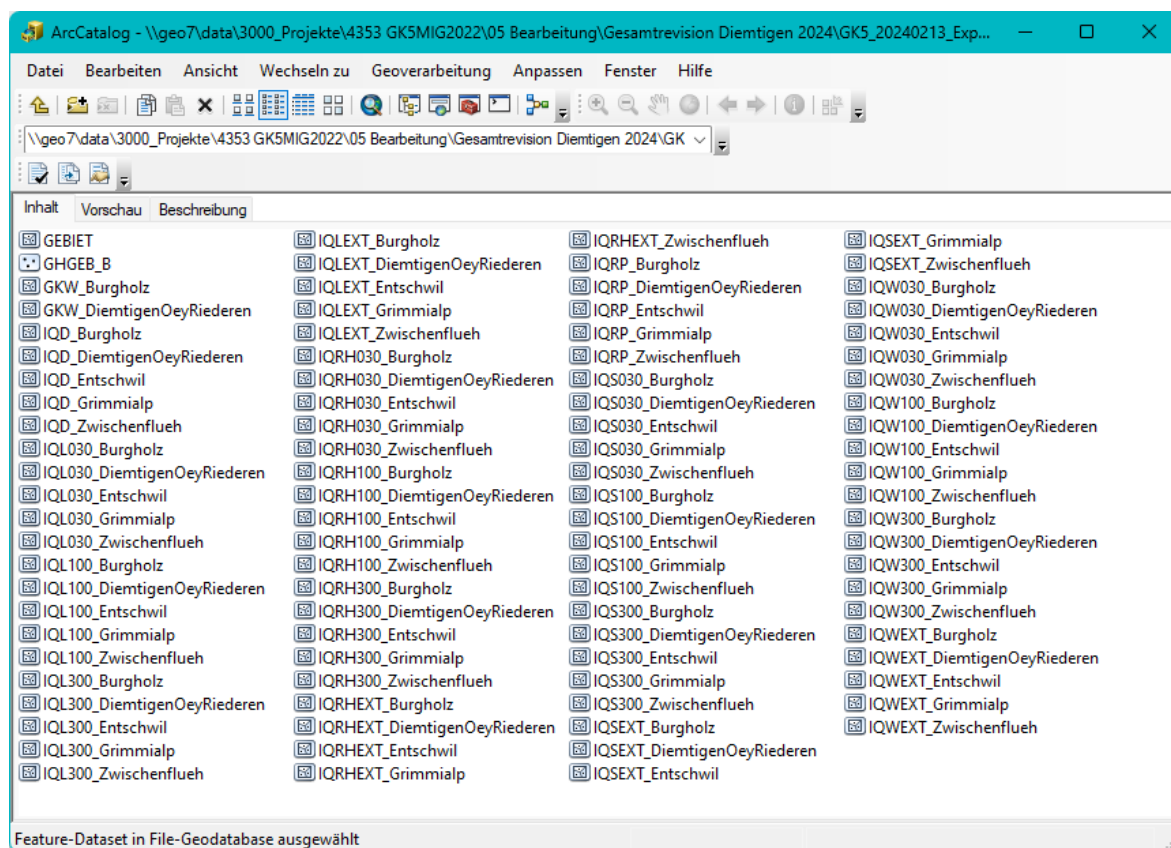 ArcCatalog - \\geo7\data\3000_Projekte\4353 GK5MIG2022\05 Bearbeitung\Gesamtrevision Diemtigen 2024\GK5_20240213_Exp...
Datei Bearbeiten Ansicht Wechseln zu Geoverarbeitung Anpassen Fenster Hilfe
\\geo7\data\3000_Projekte\4353 GK5MIG2022\05 Bearbeitung\Gesamtrevision Diemtigen 2024\GK
Inhalt Vorschau Beschreibung
GEBIET
GHGEB_B
GKW_Burgholz
GKW_DiemtigenOeyRiederen
IQD_Burgholz
IQD_DiemtigenOeyRiederen
IQD_Entschwil
IQD_Grimmialp
IQD_Zwischenflueh
IQL030_Burgholz
IQL030_DiemtigenOeyRiederen
IQL030_Entschwil
IQL030_Grimmialp
IQL030_Zwischenflueh
IQL100_Burgholz
IQL100_DiemtigenOeyRiederen
IQL100_Entschwil
IQL100_Grimmialp
IQL100_Zwischenflueh
IQL300_Burgholz
IQL300_DiemtigenOeyRiederen
IQL300_Entschwil
IQL300_Grimmialp
IQL300_Zwischenflueh
IQLEXT_Burgholz
IQLEXT_DiemtigenOeyRiederen
IQLEXT_Entschwil
IQLEXT_Grimmialp
IQLEXT_Zwischenflueh
IQRH030_Burgholz
IQRH030_DiemtigenOeyRiederen
IQRH030_Entschwil
IQRH030_Grimmialp
IQRH030_Zwischenflueh
IQRH100_Burgholz
IQRH100_DiemtigenOeyRiederen
IQRH100_Entschwil
IQRH100_Grimmialp
IQRH100_Zwischenflueh
IQRH300_Burgholz
IQRH300_DiemtigenOeyRiederen
IQRH300_Entschwil
IQRH300_Grimmialp
IQRH300_Zwischenflueh
IQRHEXT_Burgholz
IQRHEXT_DiemtigenOeyRiederen
IQRHEXT_Entschwil
IQRHEXT_Grimmialp
IQRHEXT_Zwischenflueh
IQRP_Burgholz
IQRP_DiemtigenOeyRiederen
IQRP_Entschwil
IQRP_Grimmialp
IQRP_Zwischenflueh
IQS030_Burgholz
IQS030_DiemtigenOeyRiederen
IQS030_Entschwil
IQS030_Grimmialp
IQS030_Zwischenflueh
IQS100_Burgholz
IQS100_DiemtigenOeyRiederen
IQS100_Entschwil
IQS100_Grimmialp
IQS100_Zwischenflueh
IQS300_Burgholz
IQS300_DiemtigenOeyRiederen
IQS300_Entschwil
IQS300_Grimmialp
IQS300_Zwischenflueh
IQSEXT_Burgholz
IQSEXT_DiemtigenOeyRiederen
IQSEXT_Entschwil
IQSEXT_Grimmialp
IQSEXT_Zwischenflueh
IQW030_Burgholz
IQW030_DiemtigenOeyRiederen
IQW030_Entschwil
IQW030_Grimmialp
IQW030_Zwischenflueh
IQW100_Burgholz
IQW100_DiemtigenOeyRiederen
IQW100_Entschwil
IQW100_Grimmialp
IQW100_Zwischenflueh
IQW300_Burgholz
IQW300_DiemtigenOeyRiederen
IQW300_Entschwil
IQW300_Grimmialp
IQW300_Zwischenflueh
IQWEXT_Burgholz
IQWEXT_DiemtigenOeyRiederen
IQWEXT_Entschwil
IQWEXT_Grimmialp
IQWEXT_Zwischenflueh
Feature-Dataset in File-Geodatabase ausgewählt